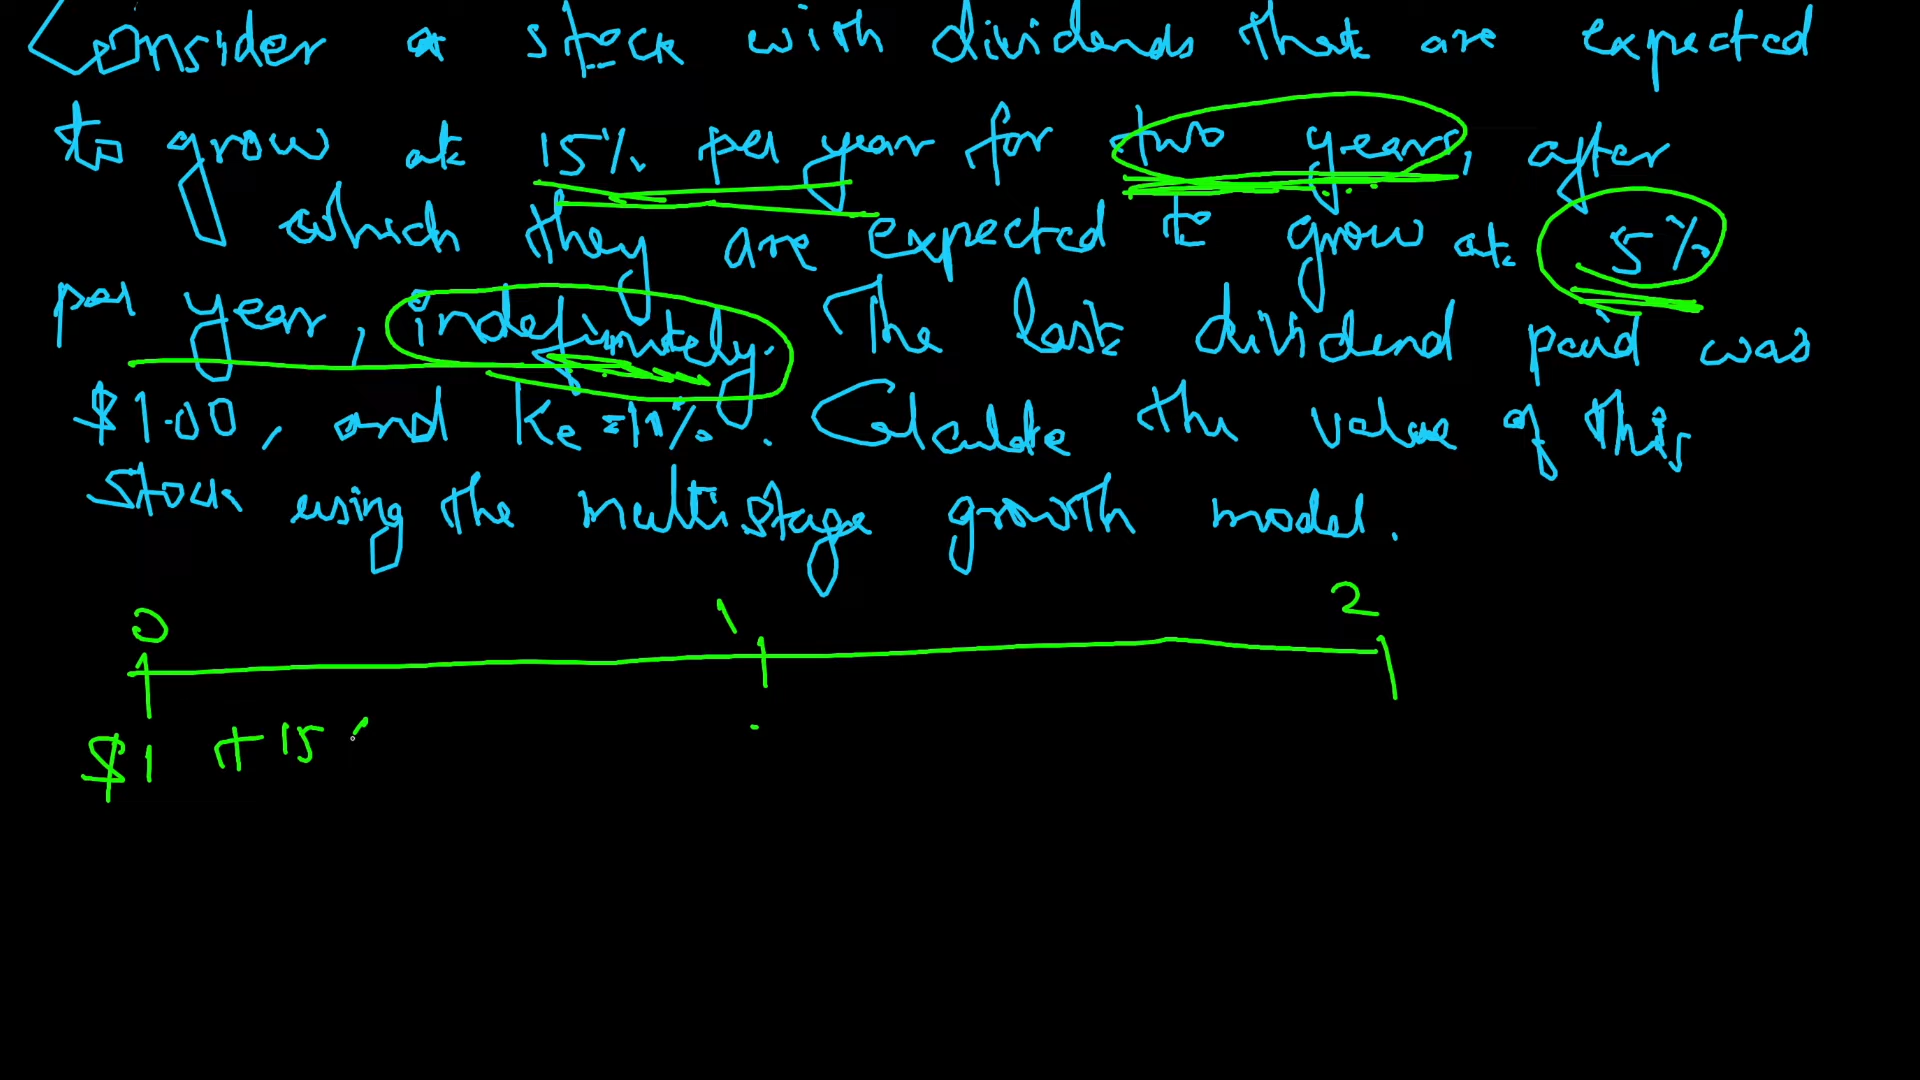 Consider a stock with dividends that are expected
to grow at 15% per year for two years, after
which they are expected to grow at 5%
per year, indefinitely. The last dividend paid was
$1.00, and Ke = 11%. Calculate the value of this
stock using the multistage growth model.
0 1 2
$1 + 15